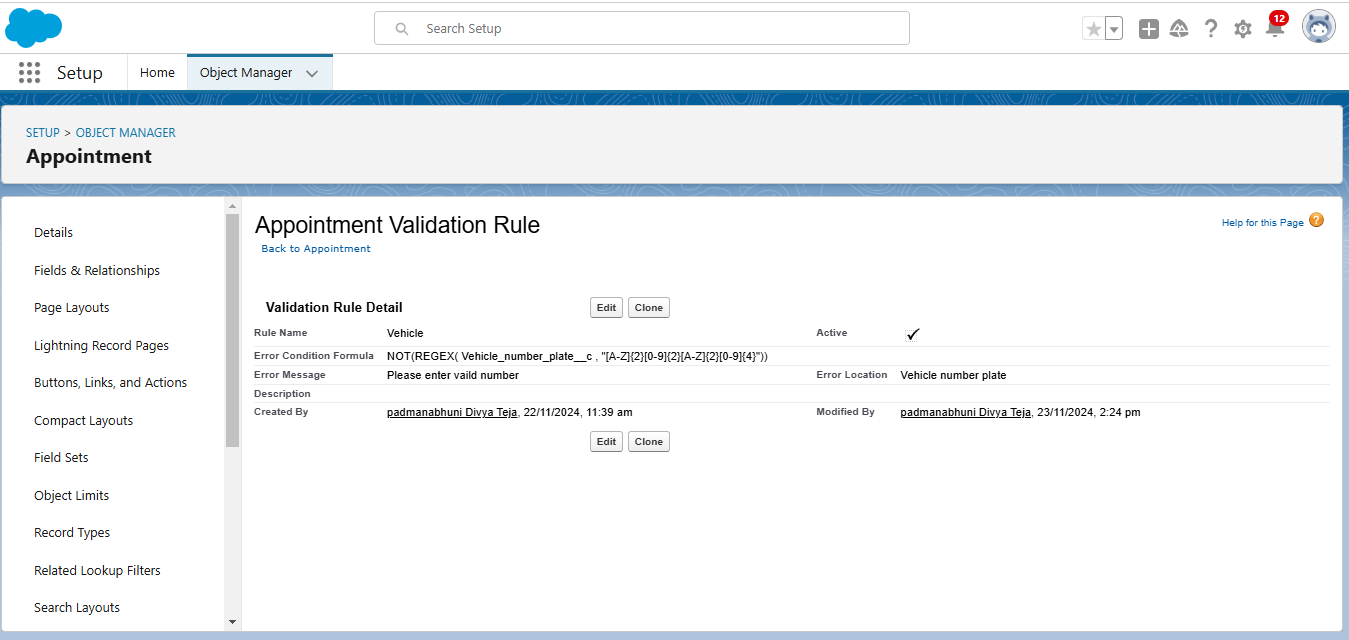 Search Setup
12
Setup
Home
Object Manager
SETUP > OBJECT MANAGER
Appointment
Details
Fields & Relationships
Page Layouts
Lightning Record Pages
Buttons, Links, and Actions
Compact Layouts
Field Sets
Object Limits
Record Types
Related Lookup Filters
Search Layouts
Appointment Validation Rule
Help for this Page ?
Back to Appointment
Validation Rule Detail Edit Clone
Rule Name Vehicle Active ✓
Error Condition Formula NOT(REGEX( Vehicle_number_plate__c , "[A-Z]{2}[0-9]{2}[A-Z]{2}[0-9]{4}"))
Error Message Please enter vaild number Error Location Vehicle number plate
Description
Created By padmanabhuni Divya Teja, 22/11/2024, 11:39 am Modified By padmanabhuni Divya Teja, 23/11/2024, 2:24 pm
Edit Clone